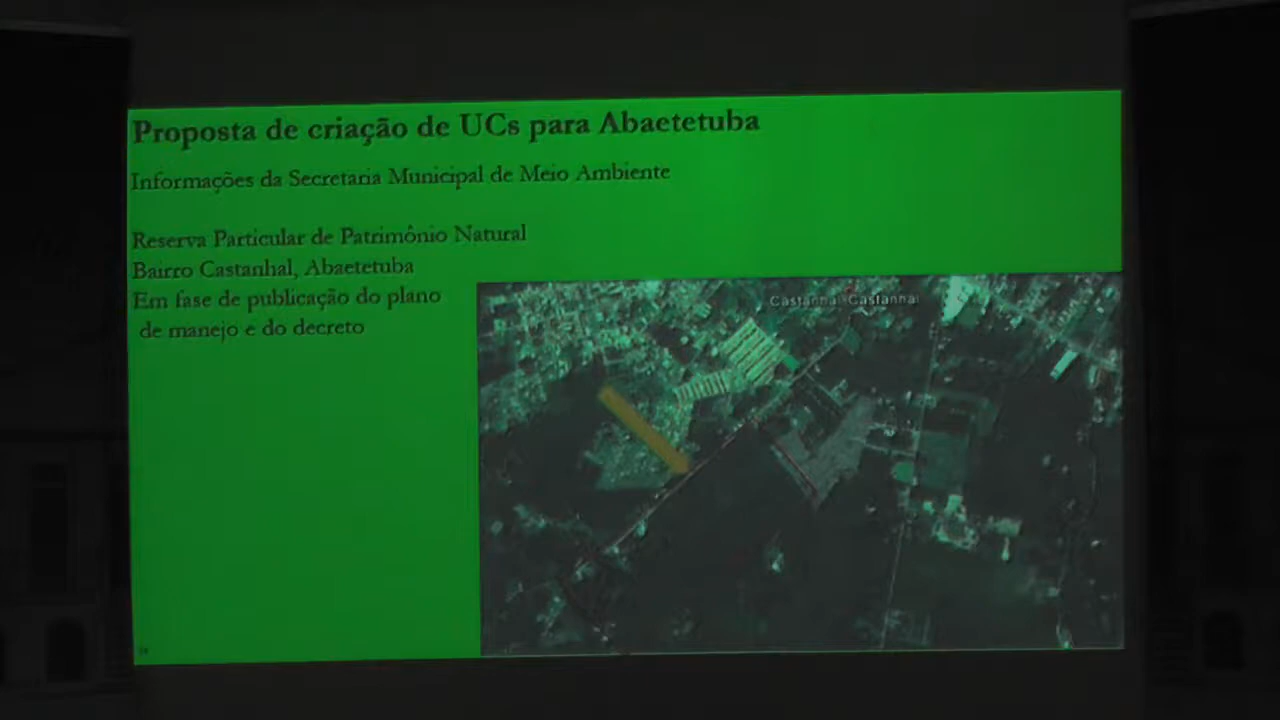 Proposta de criação de UCs para Abaetetuba
Informações da Secretaria Municipal de Meio Ambiente
Reserva Particular de Patrimônio Natural
Bairro Castanhal, Abaetetuba
Em fase de publicação do plano
de manejo e do decreto
Castanhal Castanhal